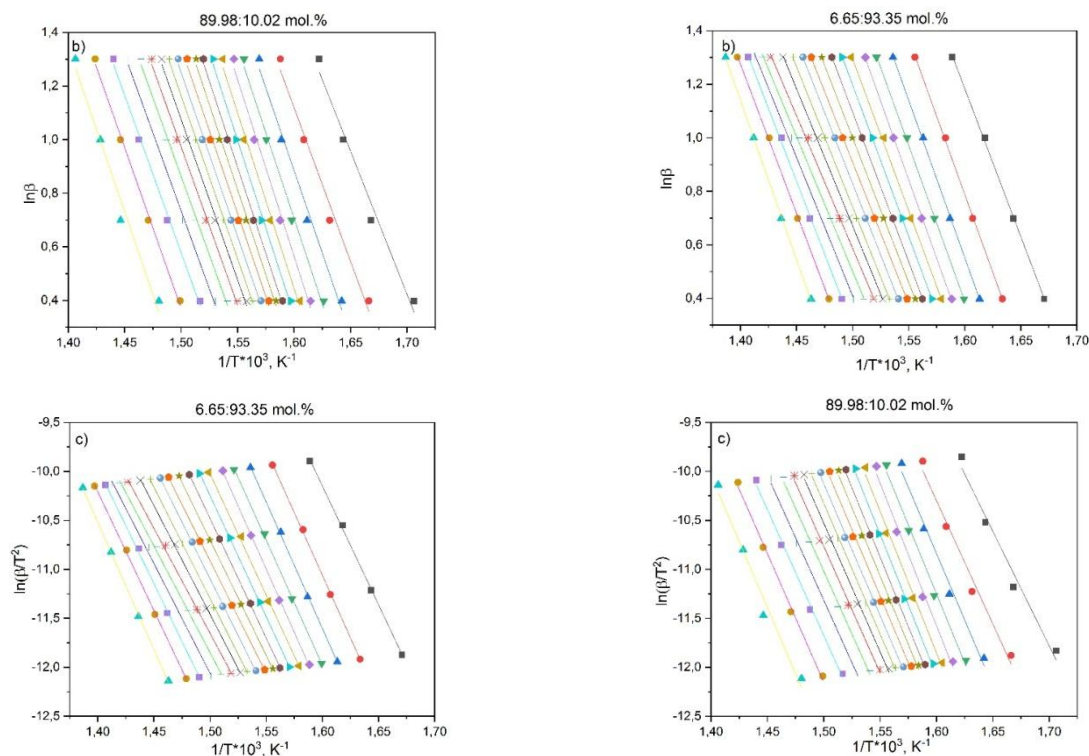 89.98:10.02 mol.%
b)
1,4
1,3
1,2
1,0
0,8
0,6
0,4
lnβ
1,40 1,45 1,50 1,55 1,60 1,65 1,70
1/T*10³, K⁻¹
6.65:93.35 mol.%
b)
1,4
1,3
1,2
1,0
0,8
0,6
0,4
lnβ
1,40 1,45 1,50 1,55 1,60 1,65 1,70
1/T*10³, K⁻¹
6.65:93.35 mol.%
c)
-9,5
-10,0
-10,5
-11,0
-11,5
-12,0
-12,5
ln(β/T²)
1,40 1,45 1,50 1,55 1,60 1,65 1,70
1/T*10³, K⁻¹
89.98:10.02 mol.%
c)
-9,5
-10,0
-10,5
-11,0
-11,5
-12,0
-12,5
ln(β/T²)
1,40 1,45 1,50 1,55 1,60 1,65 1,70
1/T*10³, K⁻¹